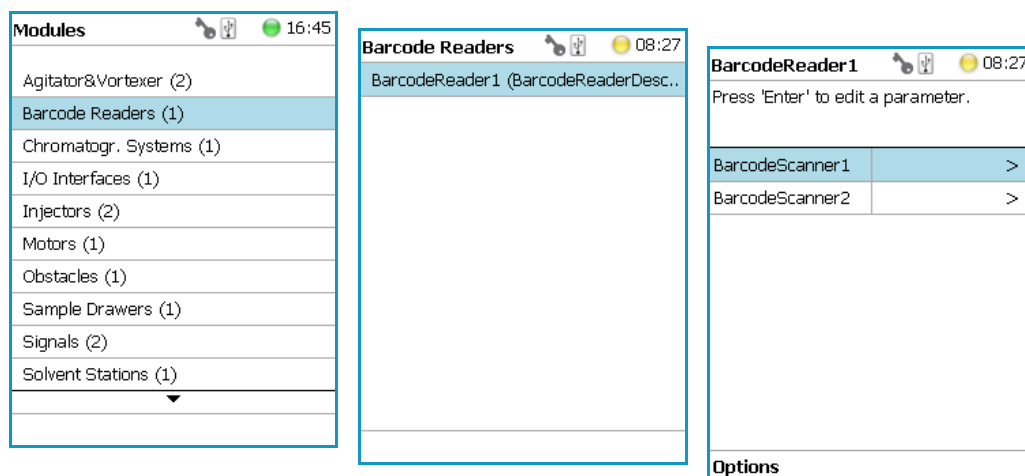 Modules 16:45
Agitator&Vortexer (2)
Barcode Readers (1)
Chromatogr. Systems (1)
I/O Interfaces (1)
Injectors (2)
Motors (1)
Obstacles (1)
Sample Drawers (1)
Signals (2)
Solvent Stations (1)
Barcode Readers 08:27
BarcodeReader1 (BarcodeReaderDesc..
BarcodeReader1 08:27
Press 'Enter' to edit a parameter.
BarcodeScanner1 >
BarcodeScanner2 >
Options